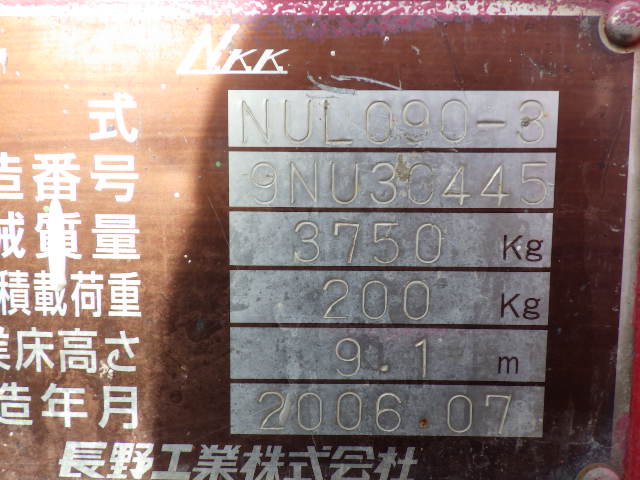 NKK
式 NUL090-3
造番号 9NU30445
械質量 3750 Kg
積載荷重 200 Kg
業床高さ 9.1 m
造年月 2006.07
長野工業株式会社